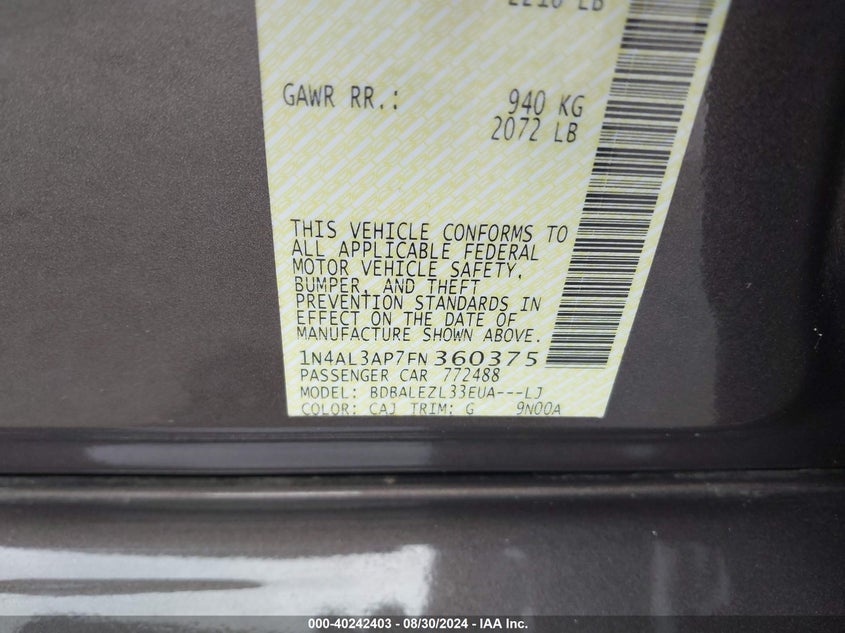 2210 LB
GAWR RR.: 940 KG
2072 LB
THIS VEHICLE CONFORMS TO
ALL APPLICABLE FEDERAL
MOTOR VEHICLE SAFETY,
BUMPER, AND THEFT
PREVENTION STANDARDS IN
EFFECT ON THE DATE OF
MANUFACTURE SHOWN ABOVE.
1N4AL3AP7FN360375
PASSENGER CAR 772488
MODEL: BDBALEZL33EUA---LJ
COLOR: CAJ TRIM: G 9N00A
000-40242403 - 08/30/2024 - IAA Inc.